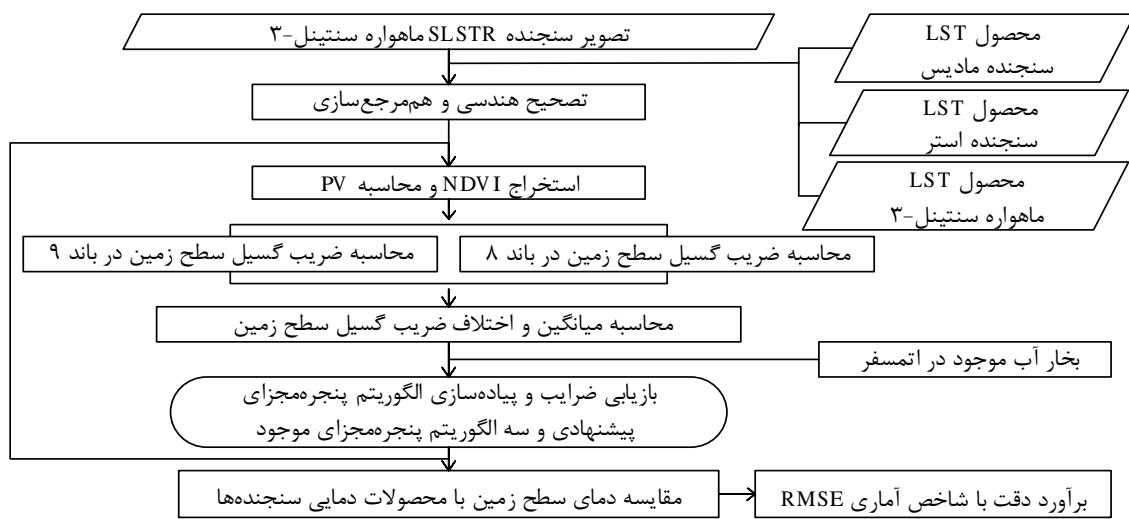 تصویر سنجنده SLSTR ماهواره سنتینل-۳
محصول LST
سنجنده مادیس
تصحیح هندسی و هم‌مرجع‌سازی
محصول LST
سنجنده استر
استخراج NDVI و محاسبه PV
محصول LST
ماهواره سنتینل-۳
محاسبه ضریب گسیل سطح زمین در باند ۸
محاسبه ضریب گسیل سطح زمین در باند ۹
محاسبه میانگین و اختلاف ضریب گسیل سطح زمین
بخار آب موجود در اتمسفر
بازیابی ضرایب و پیاده‌سازی الگوریتم پنجره‌مجزای
پیشنهادی و سه الگوریتم پنجره‌مجزای موجود
مقایسه دمای سطح زمین با محصولات دمایی سنجنده‌ها
برآورد دقت با شاخص آماری RMSE